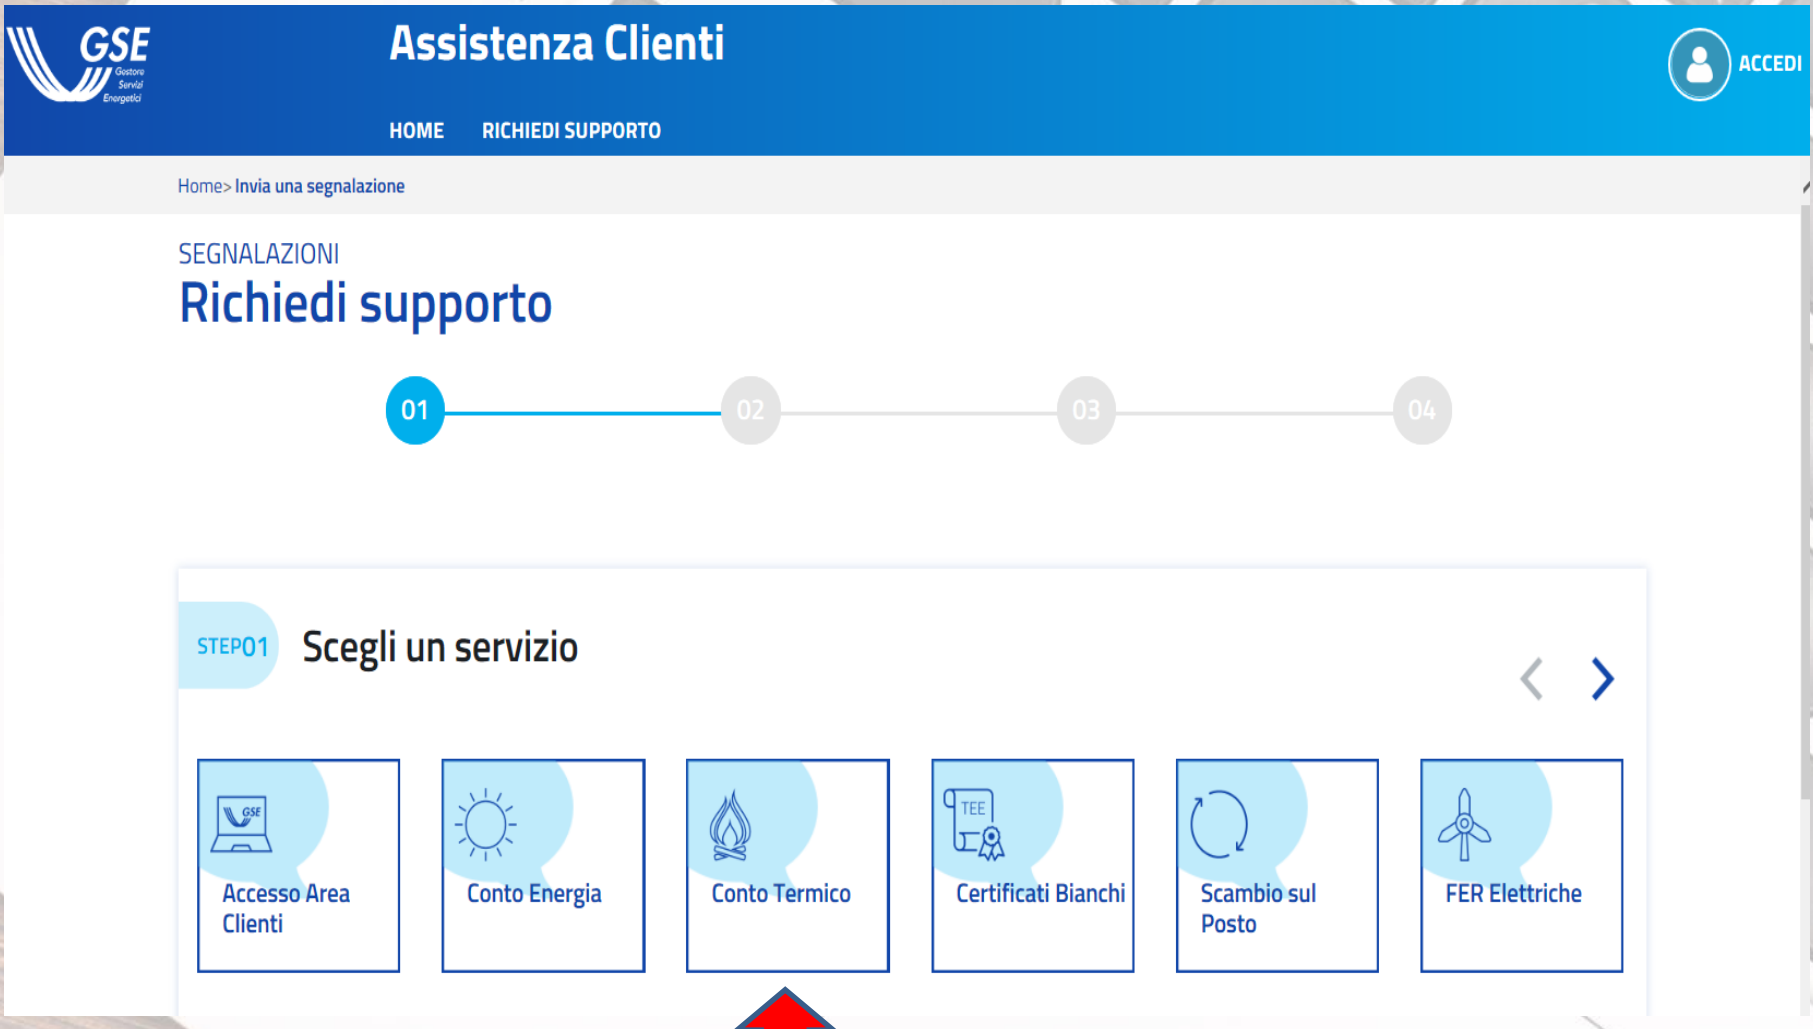 GSE
Gestore
Servizi
Energetici
Assistenza Clienti
ACCEDI
HOME RICHIEDI SUPPORTO
Home> Invia una segnalazione
SEGNALAZIONI
Richiedi supporto
01 02 03 04
STEP01 Scegli un servizio
GSE
Accesso Area
Clienti
Conto Energia
Conto Termico
TEE
Certificati Bianchi
Scambio sul
Posto
FER Elettriche